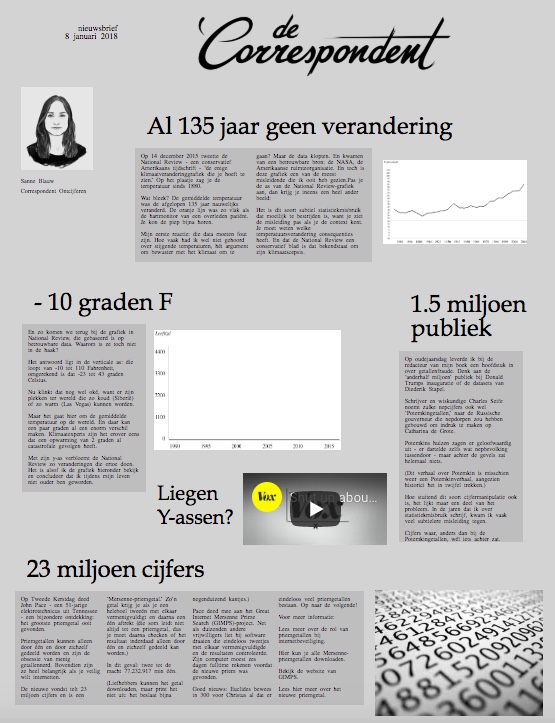 nieuwsbrief
8 januari 2018
de
Correspondent
Sanne Blauw
Correspondent Ontcijferen
Al 135 jaar geen verandering
Op 14 december 2015 tweette de
National Review - een conservatief
Amerikaans tijdschrift - 'de enige
klimaatveranderinggrafiek die je hoeft te
zien.' Op het plaatje zag je de
temperatuur sinds 1880.
Wat bleek? De gemiddelde temperatuur
was de afgelopen 135 jaar nauwelijks
veranderd. De oranje lijn was zo vlak als
de hartmonitor van een overleden patiënt.
Je kon de piep bijna horen.
Mijn eerste reactie: die data moeten fout
zijn. Hoe vaak had ik wel niet gehoord
over stijgende temperaturen, hét argument
om bewuster met het klimaat om te
gaan? Maar de data klopten. En kwamen
van een betrouwbare bron: de NASA, de
Amerikaanse ruimteorganisatie. En toch is
deze grafiek een van de meest
misleidende die ik ooit heb gezien.Pas je
de as van de National Review-grafiek
aan, dan krijg je ineens een heel ander
beeld:
Het is dit soort subtiel statistiekmisbruik
dat moeilijk te bestrijden is, want je ziet
de misleiding pas als je de context kent.
Je moet weten welke
temperatuursverandering consequenties
heeft. En dat de National Review een
conservatief blad is dat bekendstaat om
zijn klimaatscepsis.
- 10 graden F
En zo komen we terug bij de grafiek in
National Review, die gebaseerd is op
betrouwbare data. Waarom is ze toch niet
in de haak?
Het antwoord ligt in de verticale as: die
loopt van -10 tot 110 Fahrenheit,
omgerekend is dat -23 tot 43 graden
Celsius.
Nu klinkt dat nog wel oké, want er zijn
plekken ter wereld die zo koud (Siberië)
of zo warm (Las Vegas) kunnen worden.
Maar het gaat hier om de gemiddelde
temperatuur op de wereld. En daar kan
een paar graden al een enorm verschil
maken. Klimaatexperts zijn het erover eens
dat een opwarming van 2 graden al
catastrofale gevolgen heeft.
Met zijn y-as verbloemt de National
Review zo veranderingen die ertoe doen.
Het is alsof ik de grafiek hieronder bekijk
en concludeer dat ik tijdens mijn leven
niet ouder ben geworden.
Leeftijd
4400
3300
2200
1100
0
1990 1995 2000 2005 2010 2015
Liegen
Y-assen?
Vox
Shut up abou...
1.5 miljoen
publiek
Op oudejaarsdag leverde ik bij de
redacteur van mijn boek een hoofdstuk in
over getallenfraude. Denk aan de
'anderhalf miljoen' publiek bij Donald
Trumps inauguratie of de datasets van
Diederik Stapel.
Schrijver en wiskundige Charles Seife
noemt zulke nepcijfers ook wel
'Potemkingetallen,' naar de Russische
gouverneur die nepdorpen zou hebben
gebouwd om indruk te maken op
Catharina de Grote.
Potemkins huizen zagen er geloofwaardig
uit - er dartelde zelfs wat nepbevolking
tussendoor - maar achter de gevels zat
helemaal niets.
(Dit verhaal over Potemkin is misschien
weer een Potemkinverhaal, aangezien
historici het in twijfel trekken.)
Hoe stuitend dit soort cijfermanipulatie ook
is, het lijkt maar een deel van het
probleem. In de jaren dat ik over
statistiekmisbruik schrijf, kwam ik vaak
veel subtielere misleiding tegen.
Cijfers waar, anders dan bij de
Potemkingetallen, wél iets achter zat.
23 miljoen cijfers
Op Tweede Kerstdag deed
John Pace - een 51-jarige
elektrotechnicus uit Tennessee
- een bijzondere ontdekking:
het grootste priemgetal ooit
gevonden.
Priemgetallen kunnen alleen
door één en door zichzelf
gedeeld worden en zijn de
obsessie van menig
getallennerd. Bovendien zijn
ze heel belangrijk als je veilig
wilt internetten.
De nieuwe vondst telt 23
miljoen cijfers en is een
'Mersenne-priemgetal.' Zo'n
getal krijg je als je een
heleboel tweeën met elkaar
vermenigvuldigt en daarna een
één aftrekt (die som leidt niet
altijd tot een priemgetal, dus
je moet daarna checken of het
resultaat inderdaad alleen door
één en zichzelf gedeeld kan
worden.)
In dit geval: twee tot de
macht 77.232.917 min één.
(Liefhebbers kunnen het getal
downloaden, maar print het
niet uit: het beslaat bijna
negenduizend kantjes.)
Pace deed mee aan het Great
Internet Mersenne Prime
Search (GIMPS)-project. Net
als duizenden andere
vrijwilligers liet hij software
draaien die eindeloos tweetjes
met elkaar vermenigvuldigde
en de resultaten controleerde.
Zijn computer moest zes
dagen fulltime rekenen voordat
de nieuwe priem was
gevonden.
Goed nieuws: Euclides bewees
in 300 voor Christus al dat er
eindeloos veel priemgetallen
bestaan. Op naar de volgende!
Voor meer informatie:
Lees meer over de rol van
priemgetallen bij
internetbeveiliging.
Hier kun je alle Mersenne-
priemgetallen downloaden.
Bekijk de website van
GIMPS.
Lees hier meer over het
nieuwe priemgetal.